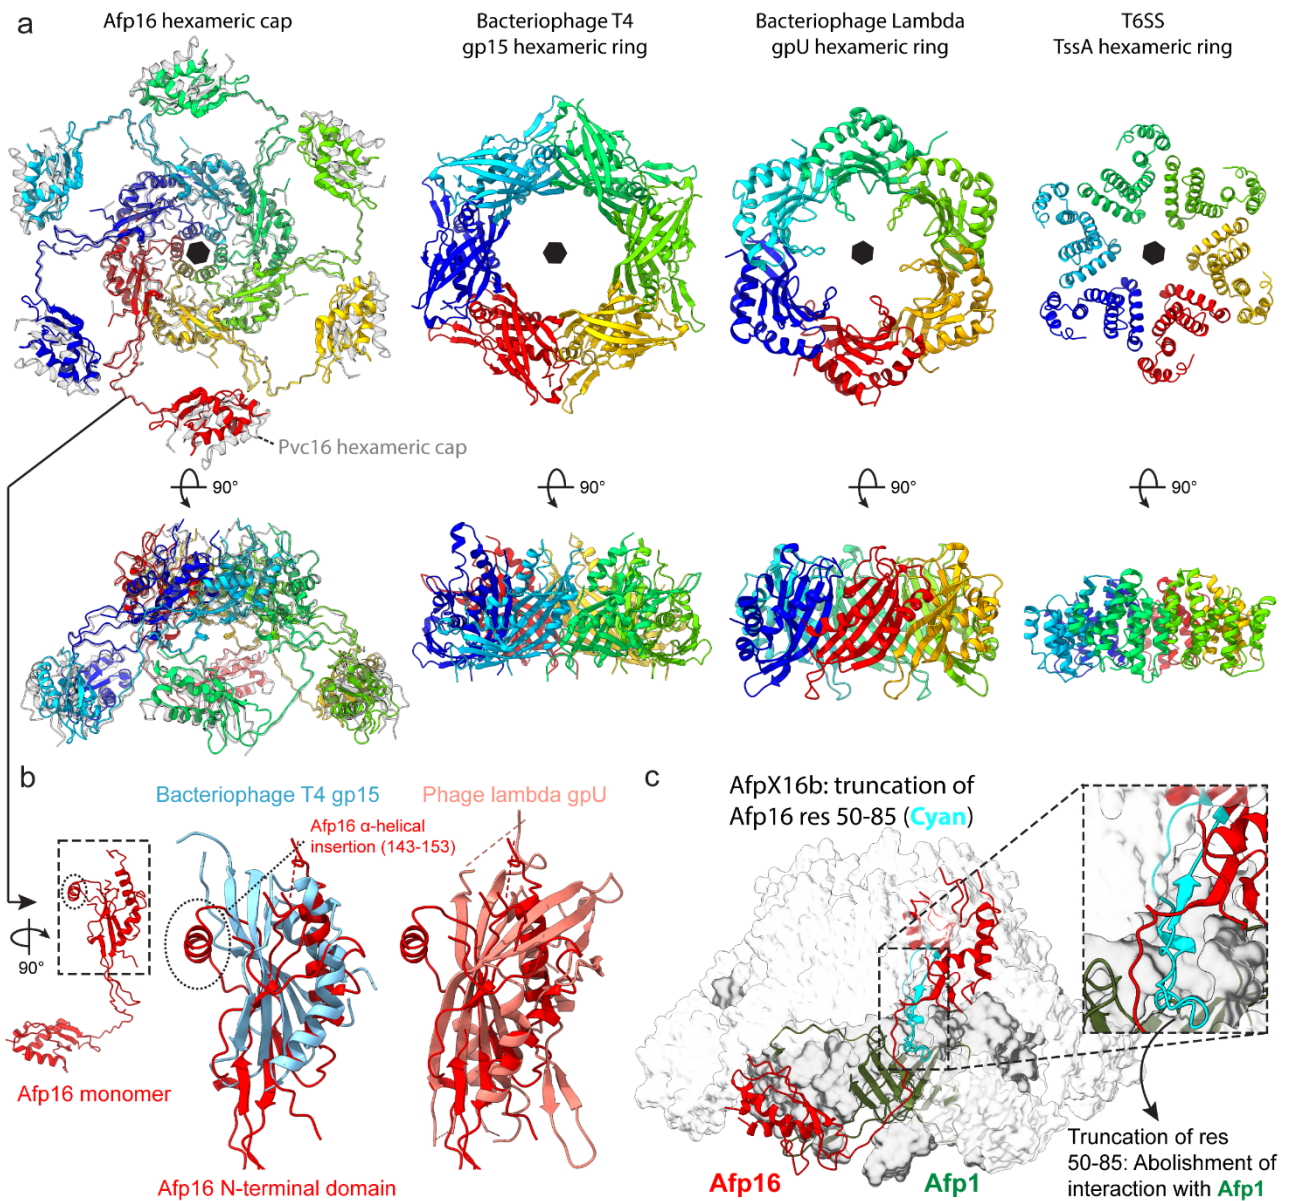 a
Afp16 hexameric cap
Bacteriophage T4
gp15 hexameric ring
Bacteriophage Lambda
gpU hexameric ring
T6SS
TssA hexameric ring
Pvc16 hexameric cap
90°
90°
90°
90°
b
Bacteriophage T4 gp15
Phage lambda gpU
Afp16 α-helical
insertion (143-153)
90°
Afp16 monomer
Afp16 N-terminal domain
c
AfpX16b: truncation of
Afp16 res 50-85 (Cyan)
Afp16
Afp1
Truncation of res
50-85: Abolishment of
interaction with Afp1